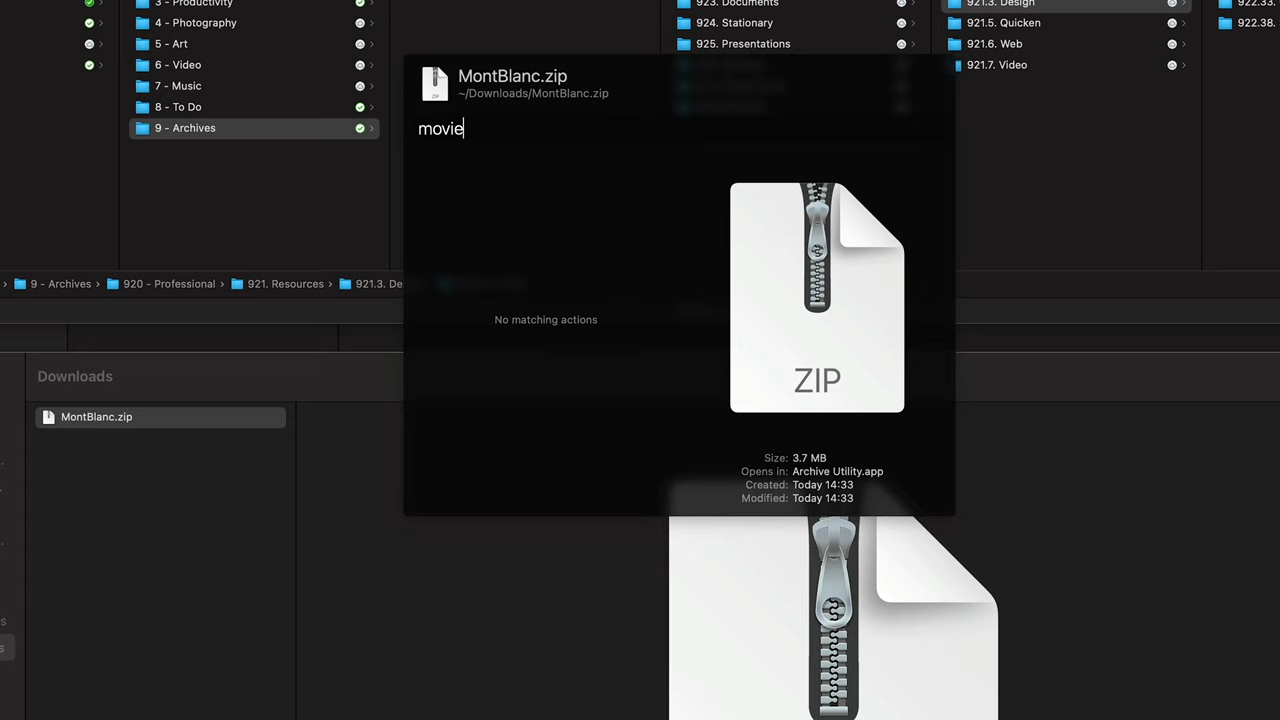 3 - Productivity
4 - Photography
5 - Art
6 - Video
7 - Music
8 - To Do
9 - Archives
923. Documents
924. Stationary
925. Presentations
921.3. Design
921.5. Quicken
921.6. Web
921.7. Video
922.33.
922.38.
MontBlanc.zip
~/Downloads/MontBlanc.zip
movie
ZIP
No matching actions
ZIP
Size: 3.7 MB
Opens in: Archive Utility.app
Created: Today 14:33
Modified: Today 14:33
9 - Archives > 920 - Professional > 921. Resources > 921.3. De
Downloads
MontBlanc.zip